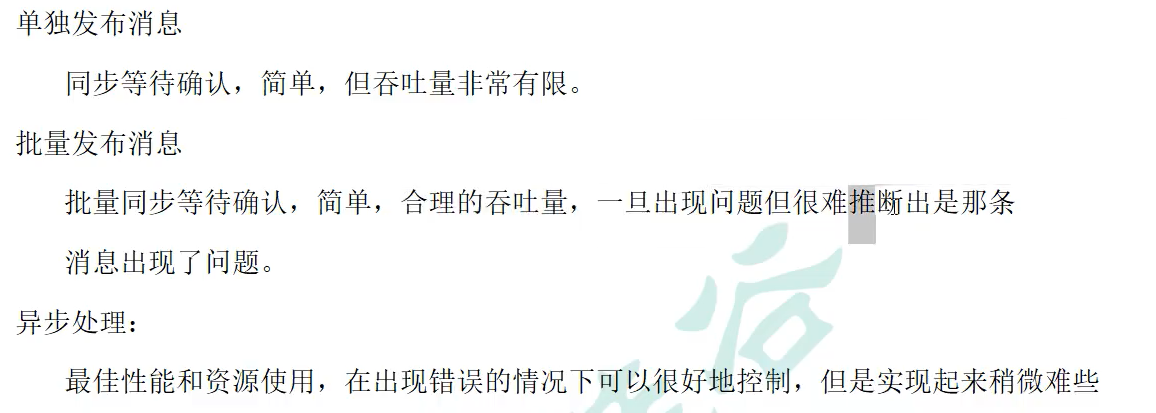 单独发布消息
同步等待确认，简单，但吞吐量非常有限。
批量发布消息
批量同步等待确认，简单，合理的吞吐量，一旦出现问题但很难推断出是那条
消息出现了问题。
异步处理：
最佳性能和资源使用，在出现错误的情况下可以很好地控制，但是实现起来稍微难些